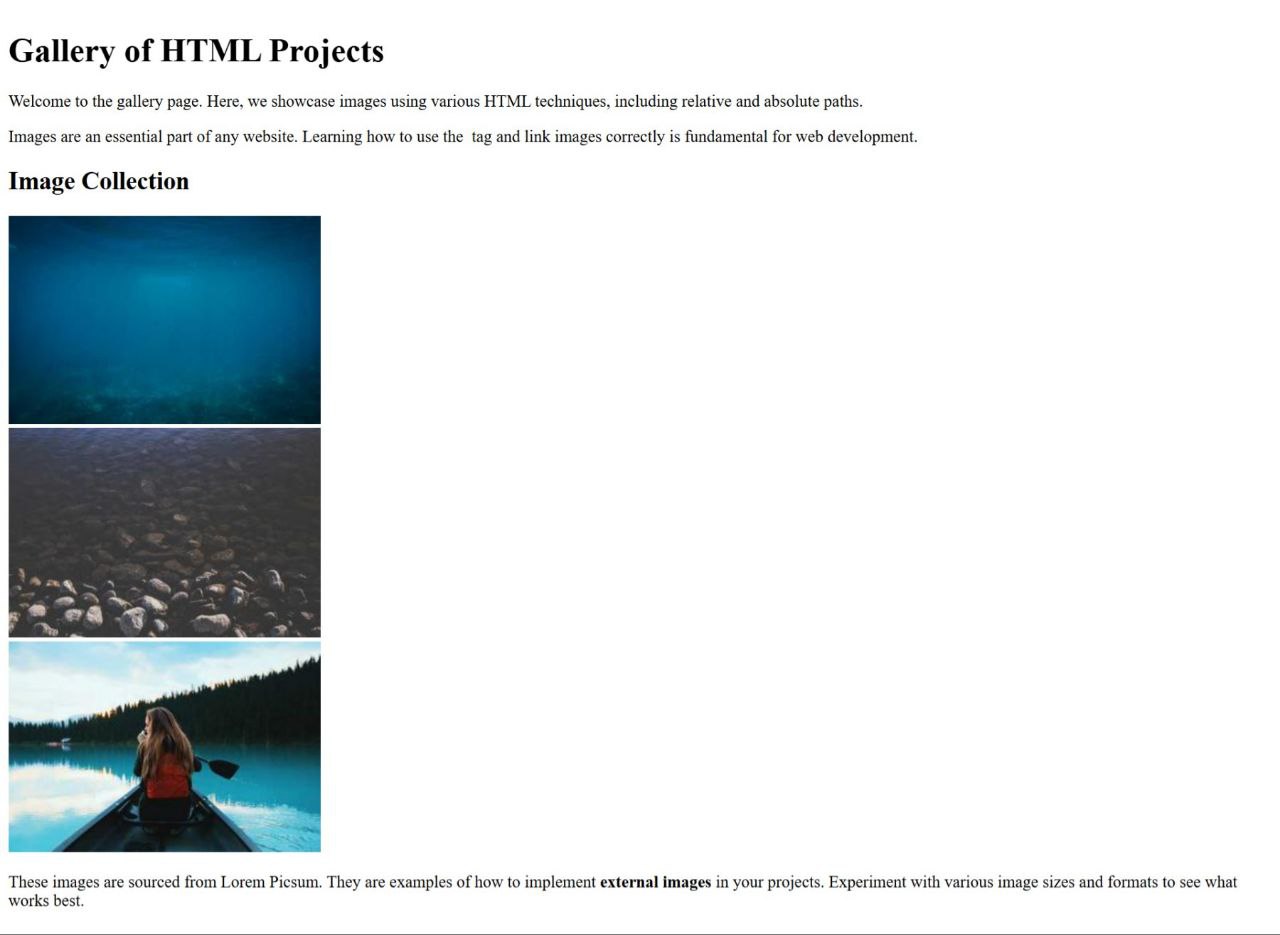 Gallery of HTML Projects
Welcome to the gallery page. Here, we showcase images using various HTML techniques, including relative and absolute paths.
Images are an essential part of any website. Learning how to use the  tag and link images correctly is fundamental for web development.
Image Collection
These images are sourced from Lorem Picsum. They are examples of how to implement external images in your projects. Experiment with various image sizes and formats to see what
works best.